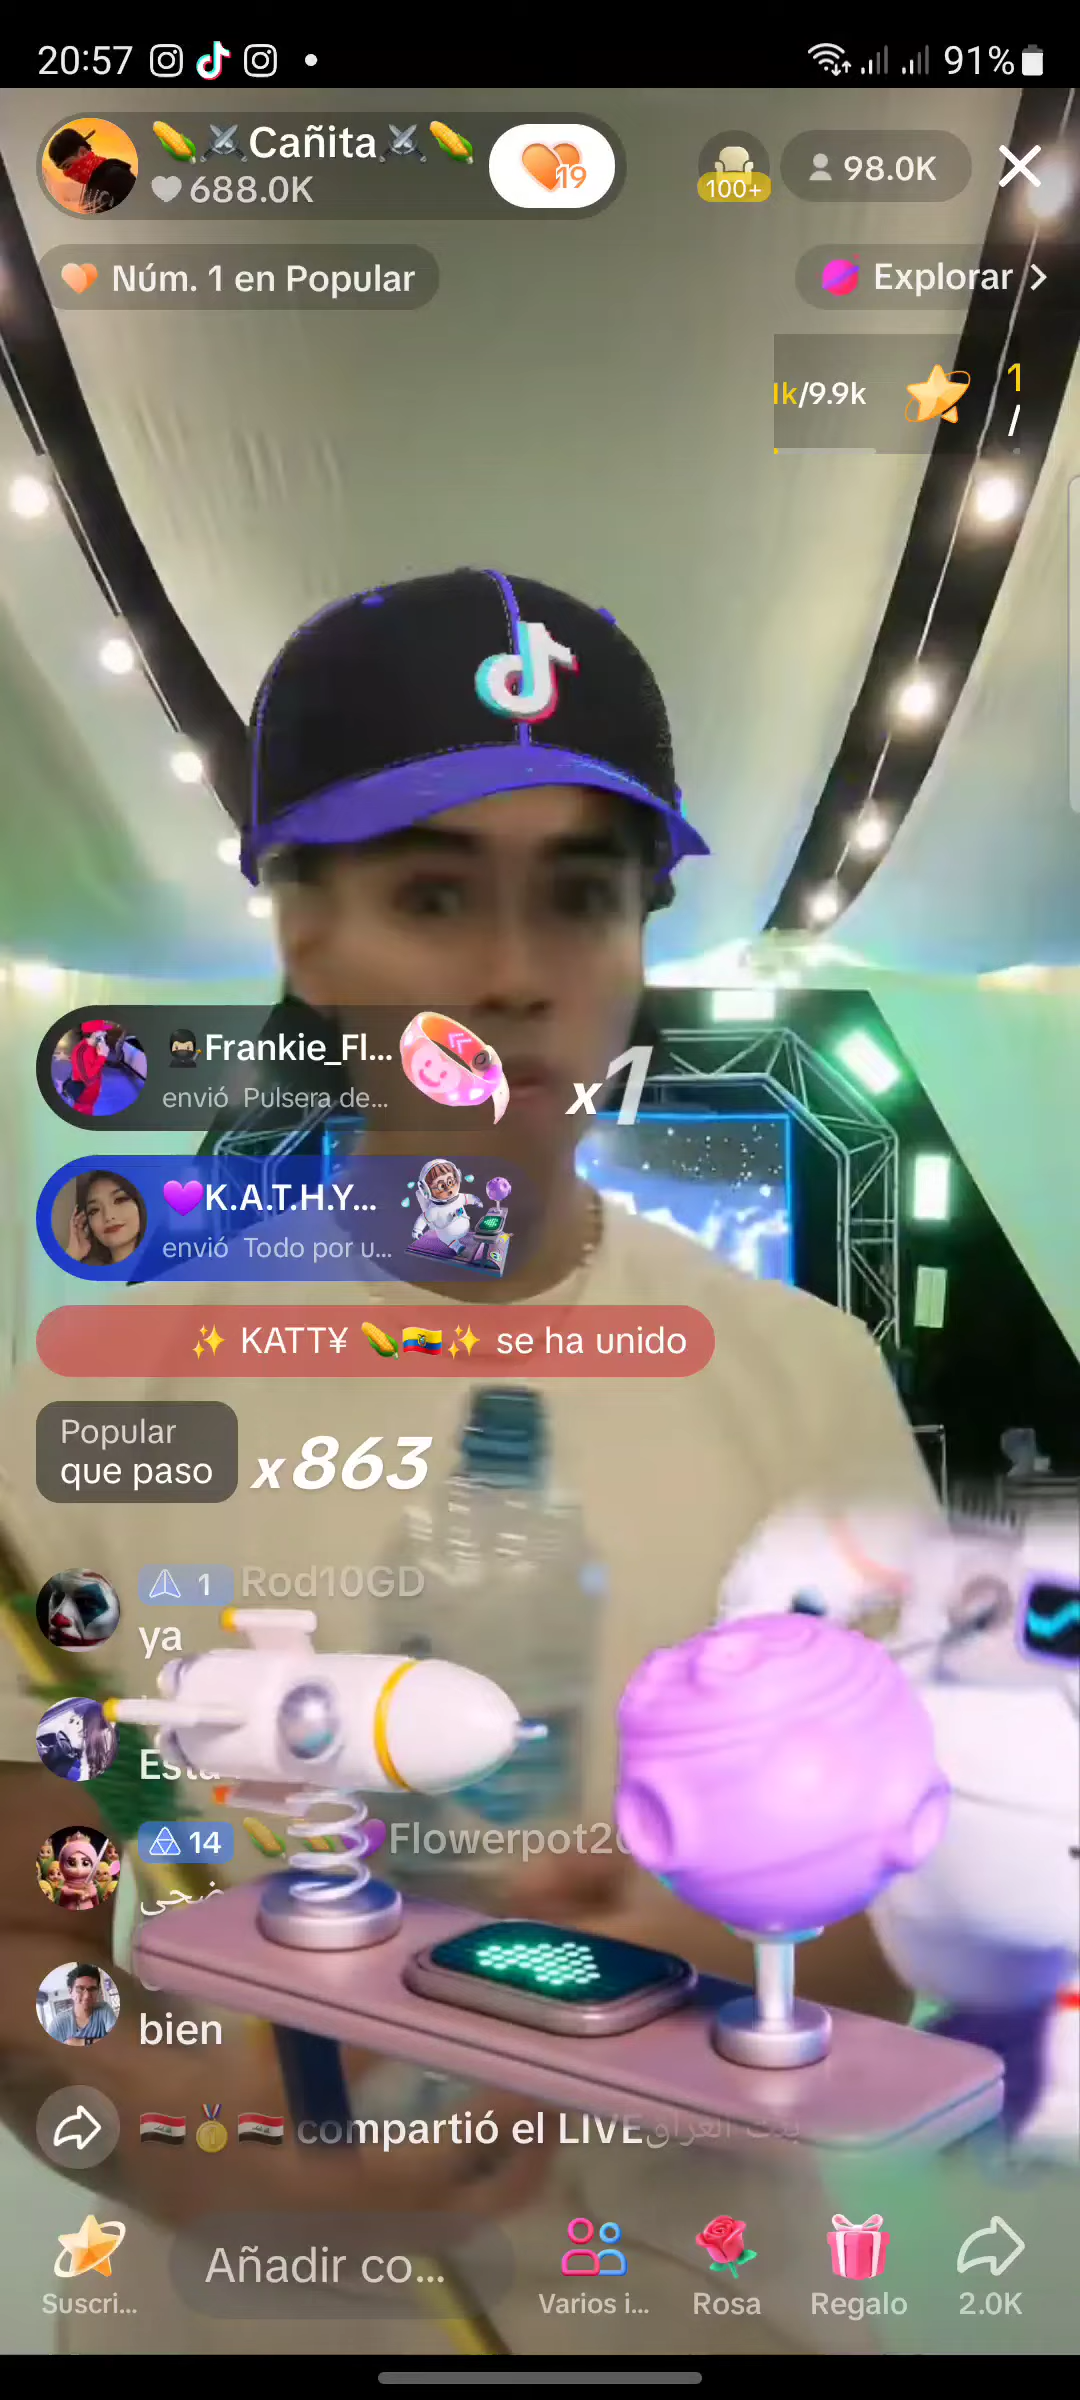 20:57
91%
🌽⚔️Cañita⚔️🌽
688.0K
19
100+
98.0K
Núm. 1 en Popular
Explorar
/9.9k
1
/
🥷Frankie_Fl...
envió Pulsera de...
x1
💜K.A.T.H.Y...
envió Todo por u...
✨ KATT¥ 🌽🇪🇨✨ se ha unido
Popular
que paso
x863
1 Rod10GD
ya
14
Flowerpot2
bien
🇮🇶🏅🇮🇶 compartió el LIVE بنت العراق
Suscri...
Añadir co...
Varios i...
Rosa
Regalo
2.0K